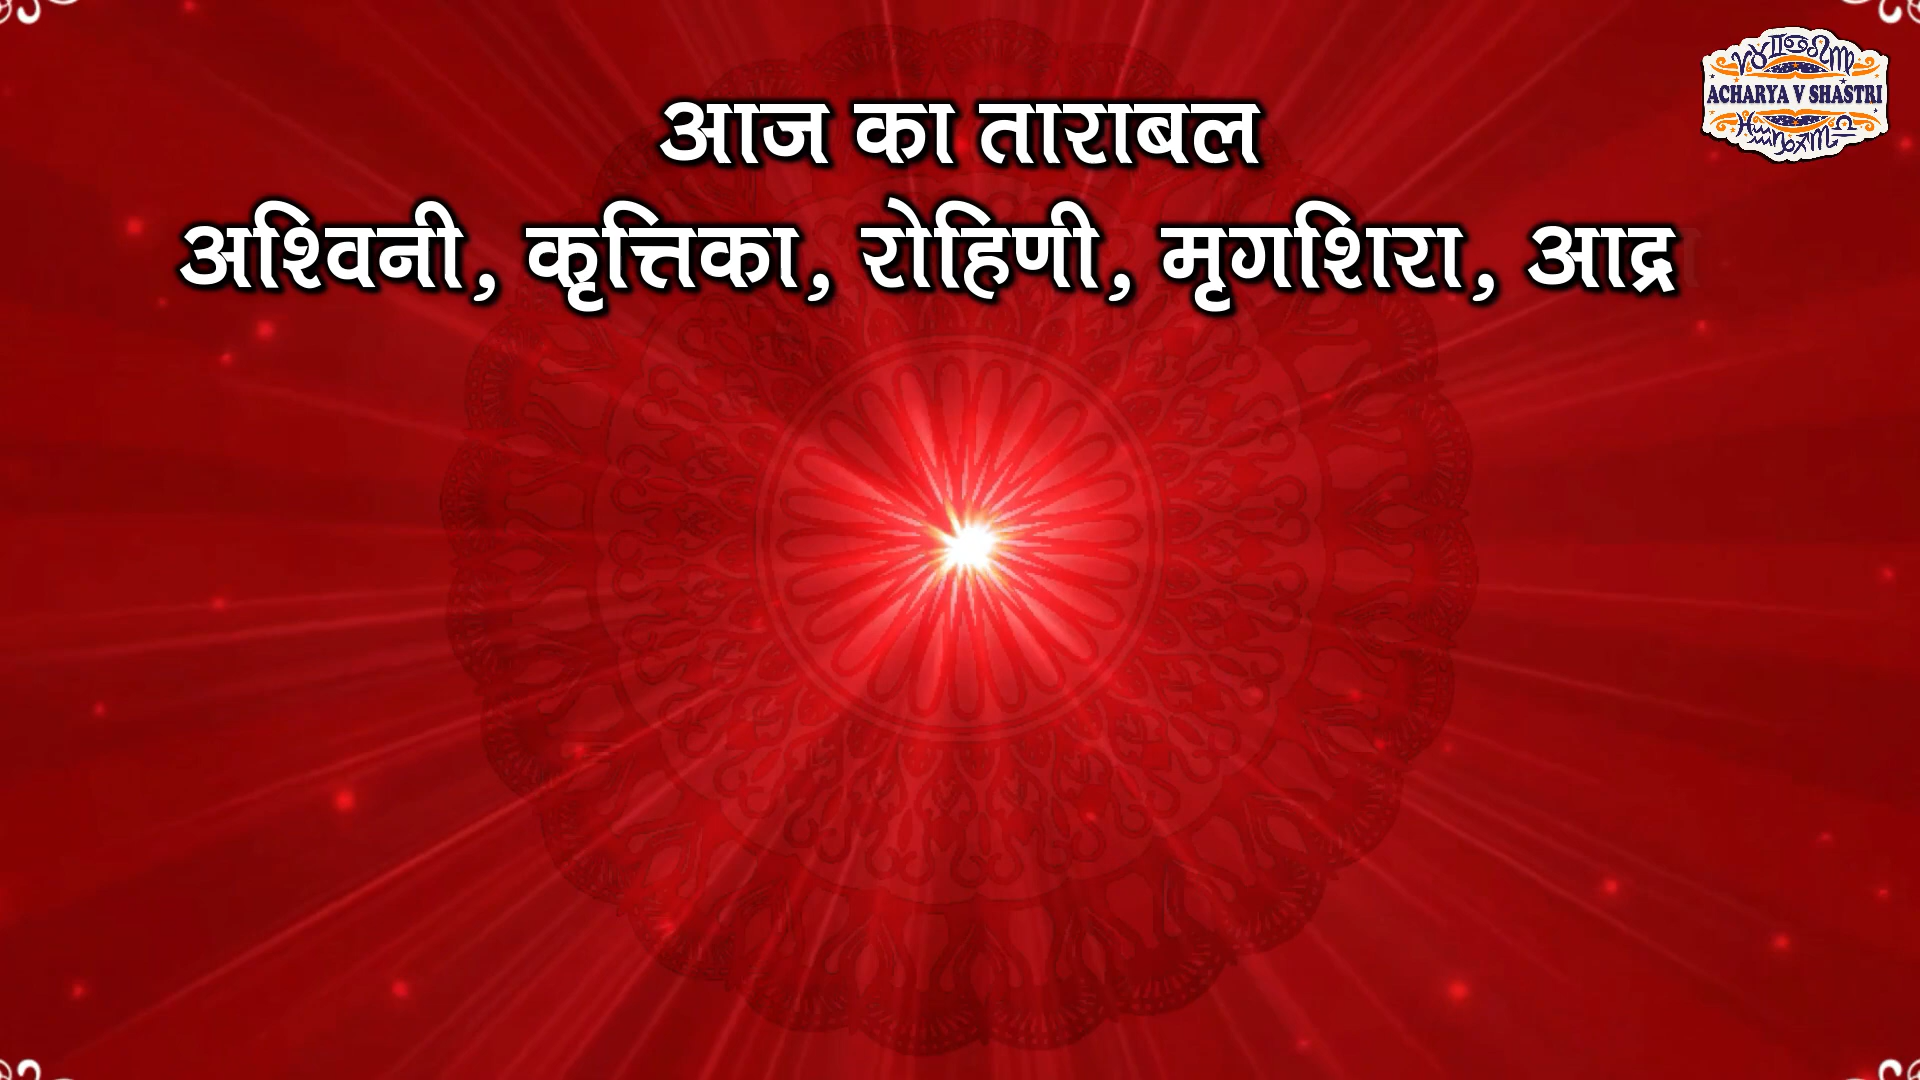 आज का ताराबल
अश्विनी, कृत्तिका, रोहिणी, मृगशिरा, आद्रा
ACHARYA V SHASTRI